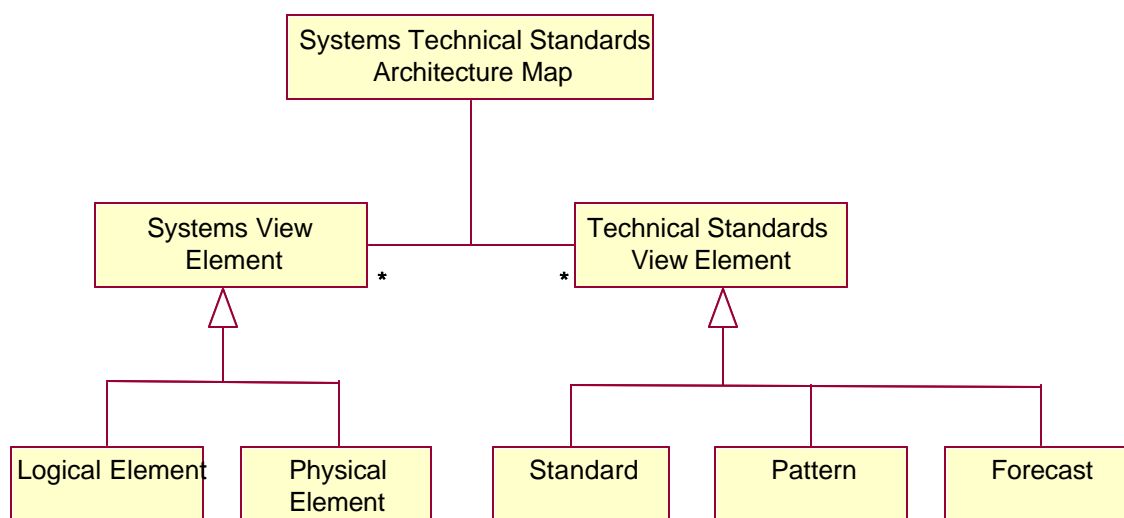 Systems Technical Standards
Architecture Map
Systems View
Element
Technical Standards
View Element
*
*
Logical Element
Physical
Element
Standard
Pattern
Forecast